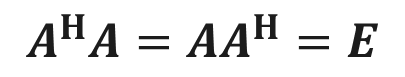 AᴴA = AAᴴ = E